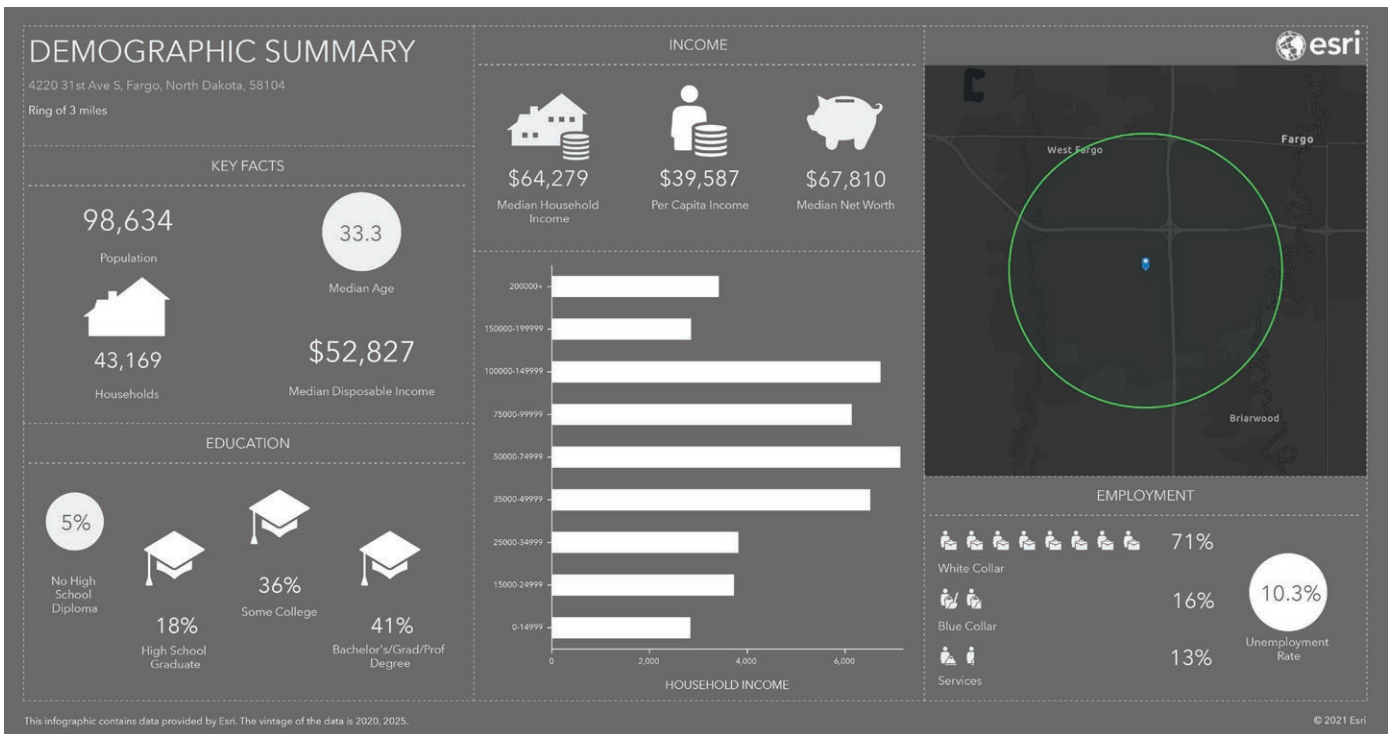 DEMOGRAPHIC SUMMARY
4220 31st Ave S, Fargo, North Dakota, 58104
Ring of 3 miles
KEY FACTS
98,634
Population
33.3
Median Age
43,169
Households
$52,827
Median Disposable Income
EDUCATION
5%
No High
School
Diploma
18%
High School
Graduate
36%
Some College
41%
Bachelor's/Grad/Prof
Degree
INCOME
$64,279
Median Household
Income
$39,587
Per Capita Income
$67,810
Median Net Worth
200000+
150000-199999
100000-149999
75000-99999
50000-74999
35000-49999
25000-34999
15000-24999
0-14999
0 2,000 4,000 6,000
HOUSEHOLD INCOME
esri
West Fargo
Fargo
Briarwood
EMPLOYMENT
71%
White Collar
16%
Blue Collar
13%
Services
10.3%
Unemployment
Rate
This infographic contains data provided by Esri. The vintage of the data is 2020, 2025.
© 2021 Esri